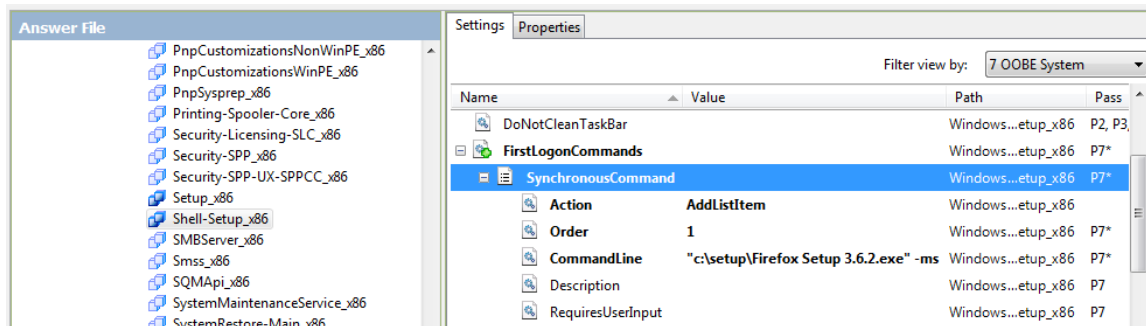 Answer File
PnpCustomizationsNonWinPE_x86
PnpCustomizationsWinPE_x86
PnpSysprep_x86
Printing-Spooler-Core_x86
Security-Licensing-SLC_x86
Security-SPP_x86
Security-SPP-UX-SPPCC_x86
Setup_x86
Shell-Setup_x86
SMBServer_x86
Smss_x86
SQMApi_x86
SystemMaintenanceService_x86
SystemRestore-Main_x86
Settings Properties
Filter view by: 7 OOBE System
Name Value Path Pass
DoNotCleanTaskBar Windows...etup_x86 P2, P3,
FirstLogonCommands Windows...etup_x86 P7*
SynchronousCommand Windows...etup_x86 P7*
Action AddListItem Windows...etup_x86
Order 1 Windows...etup_x86 P7*
CommandLine "c:\setup\Firefox Setup 3.6.2.exe" -ms Windows...etup_x86 P7*
Description Windows...etup_x86 P7
RequiresUserInput Windows...etup_x86 P7